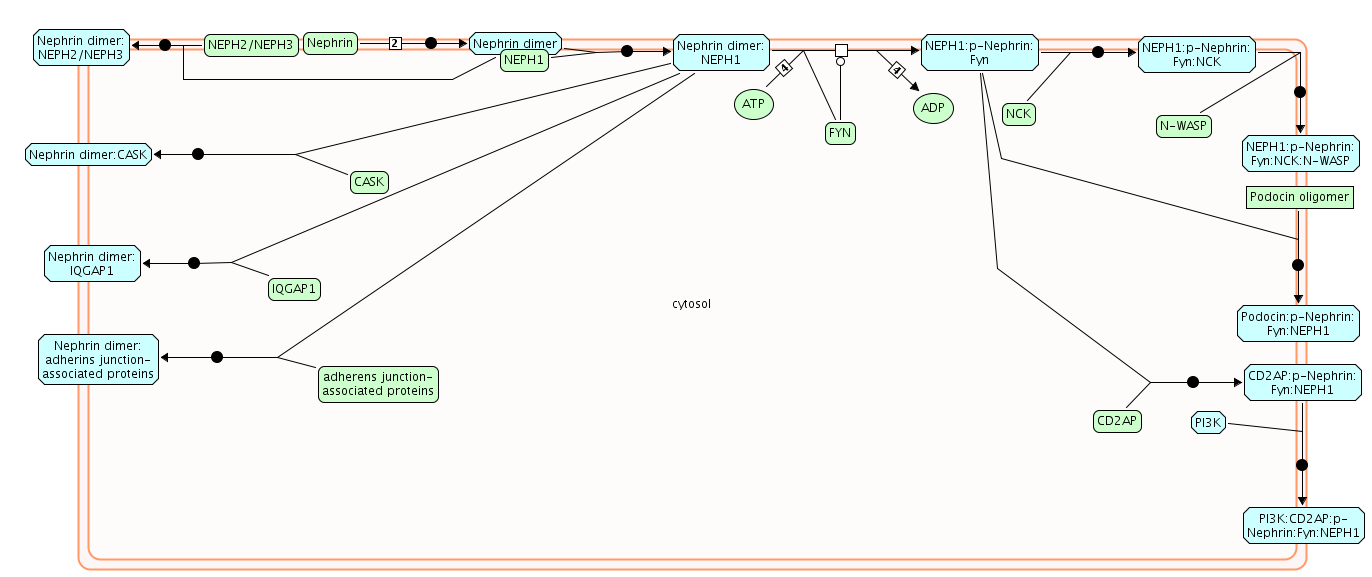 Nephrin dimer:
NEPH2/NEPH3
NEPH2/NEPH3
Nephrin
2
Nephrin dimer
NEPH1
Nephrin dimer:
NEPH1
4
ATP
FYN
4
ADP
NEPH1:p-Nephrin:
Fyn
NCK
NEPH1:p-Nephrin:
Fyn:NCK
N-WASP
NEPH1:p-Nephrin:
Fyn:NCK:N-WASP
Nephrin dimer:CASK
CASK
Podocin oligomer
Nephrin dimer:
IQGAP1
IQGAP1
cytosol
Podocin:p-Nephrin:
Fyn:NEPH1
Nephrin dimer:
adherins junction-
associated proteins
adherens junction-
associated proteins
CD2AP:p-Nephrin:
Fyn:NEPH1
CD2AP
PI3K
PI3K:CD2AP:p-
Nephrin:Fyn:NEPH1